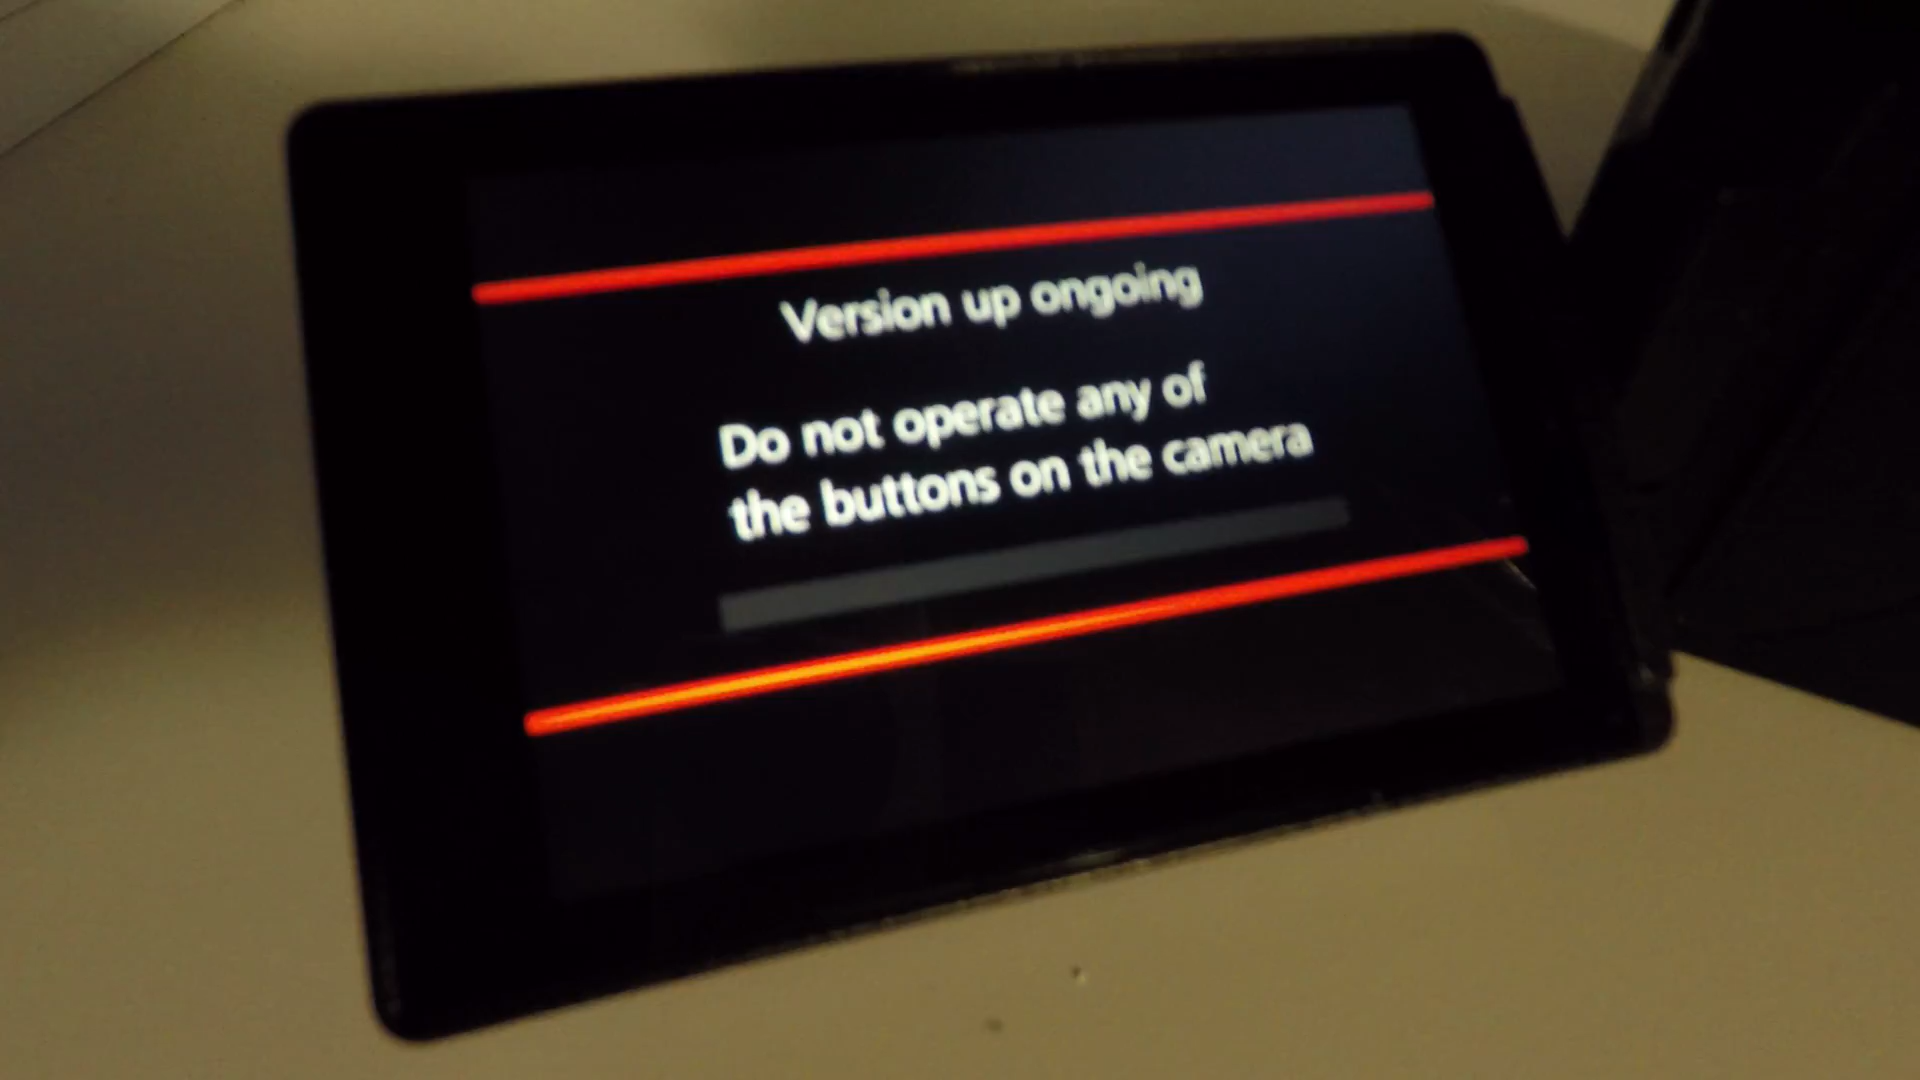 Version up ongoing
Do not operate any of
the buttons on the camera